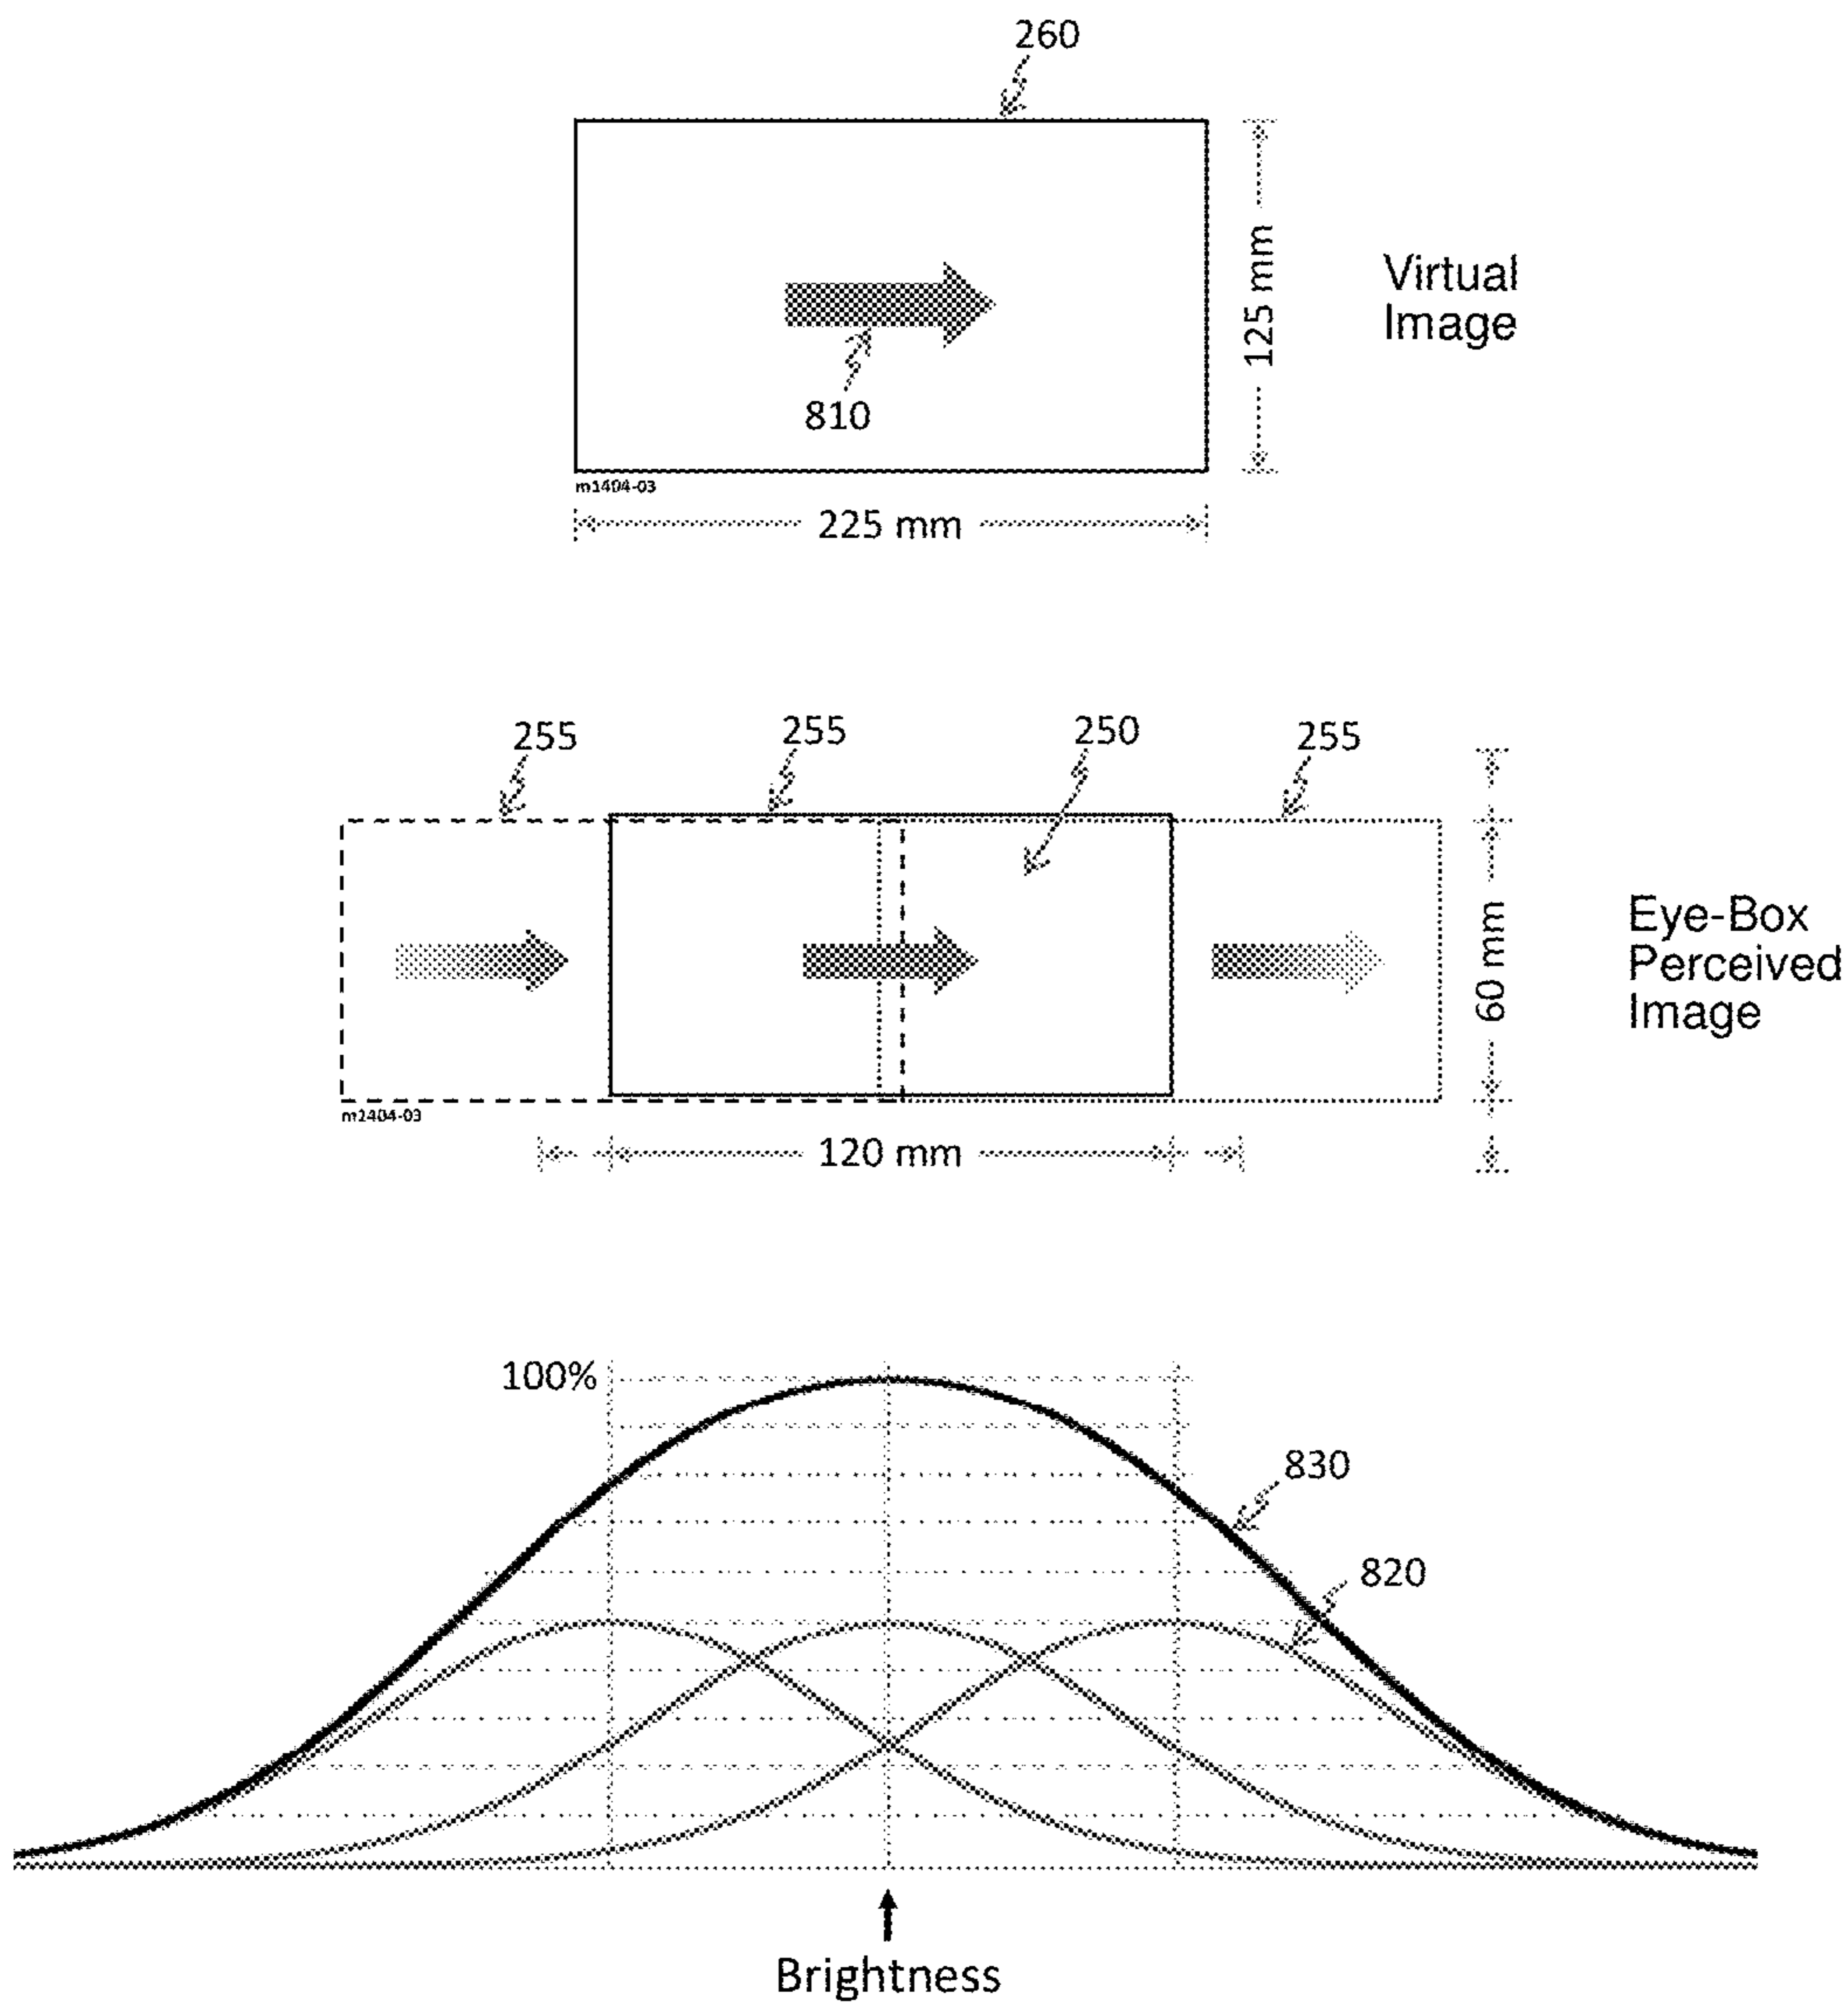 260
125 mm
Virtual
Image
810
m1404-03
225 mm
255
255
250
255
60 mm
Eye-Box
Perceived
Image
m2404-03
120 mm
100%
830
820
Brightness